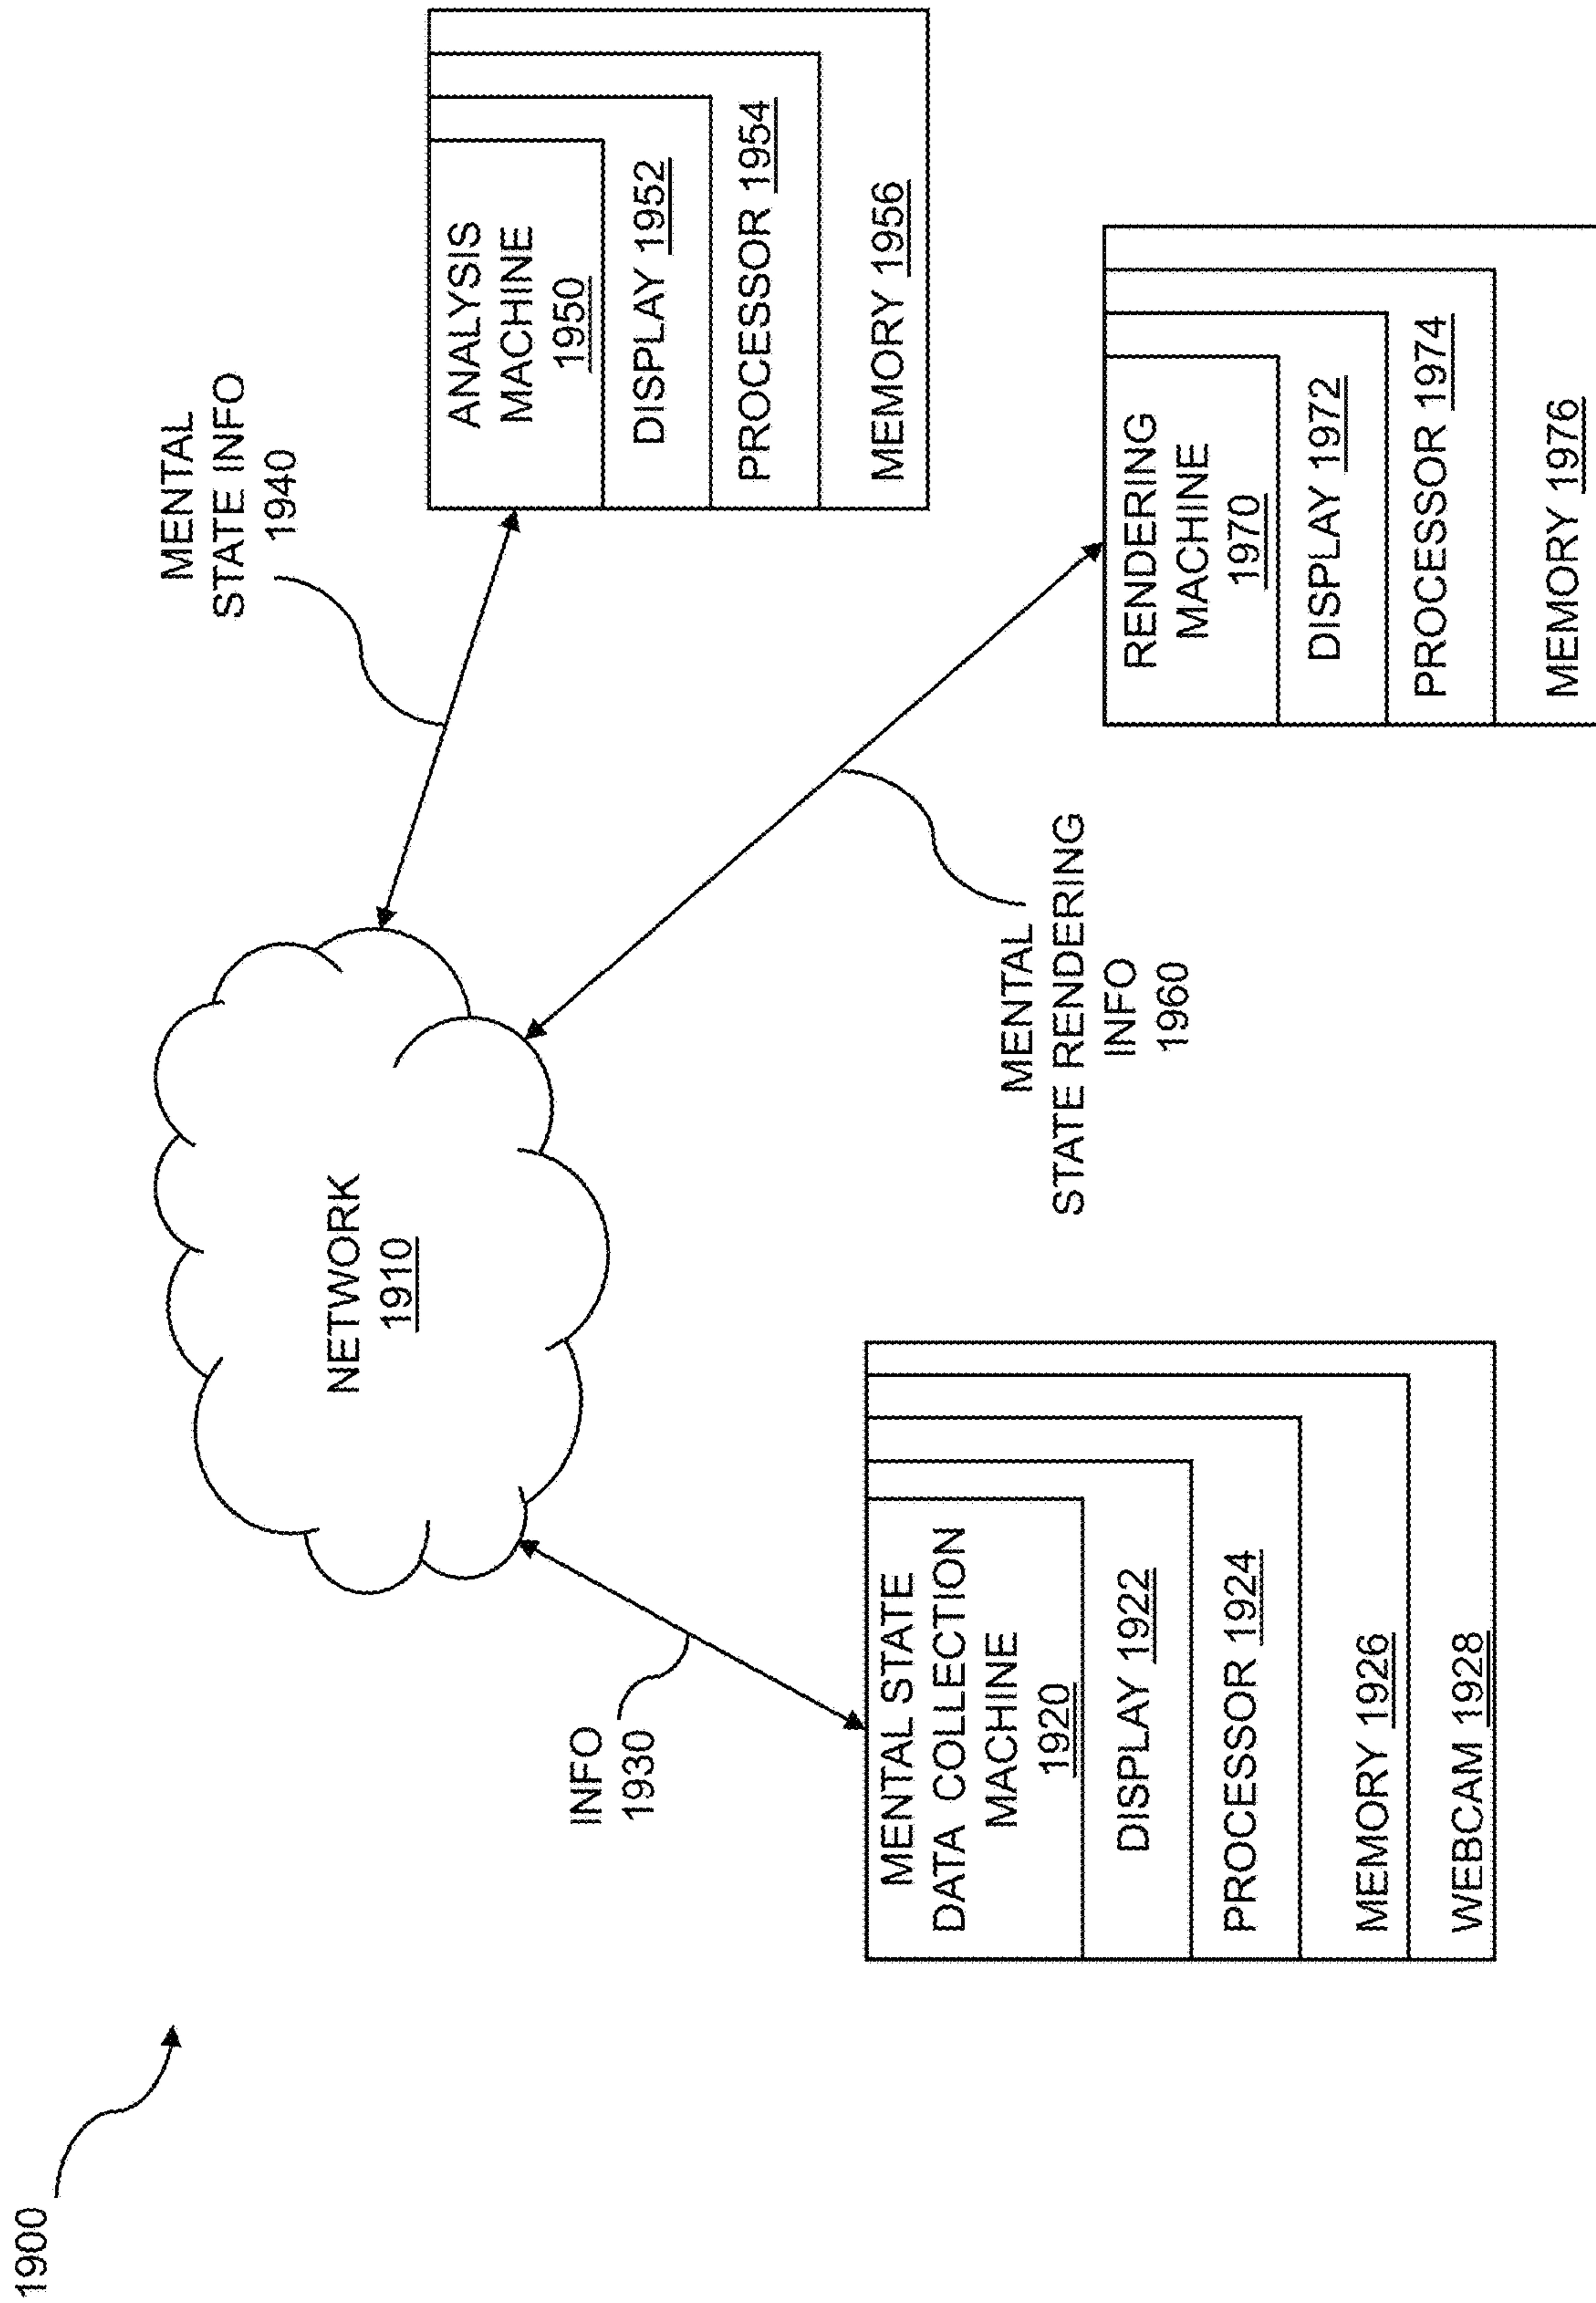 1900
NETWORK
1910
MENTAL
STATE INFO
1940
INFO
1930
MENTAL
STATE RENDERING
INFO
1960
MENTAL STATE
DATA COLLECTION
MACHINE
1920
DISPLAY 1922
PROCESSOR 1924
MEMORY 1926
WEBCAM 1928
ANALYSIS
MACHINE
1950
DISPLAY 1952
PROCESSOR 1954
MEMORY 1956
RENDERING
MACHINE
1970
DISPLAY 1972
PROCESSOR 1974
MEMORY 1976